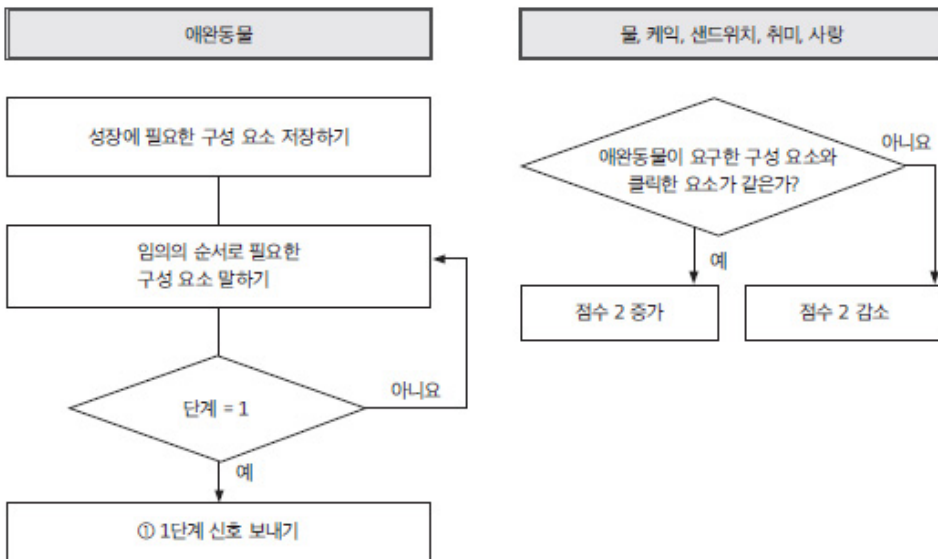 애완동물
성장에 필요한 구성 요소 저장하기
임의의 순서로 필요한
구성 요소 말하기
단계 = 1
아니요
예
① 1단계 신호 보내기
물, 케익, 샌드위치, 취미, 사랑
애완동물이 요구한 구성 요소와
클릭한 요소가 같은가?
아니요
예
점수 2 증가
점수 2 감소